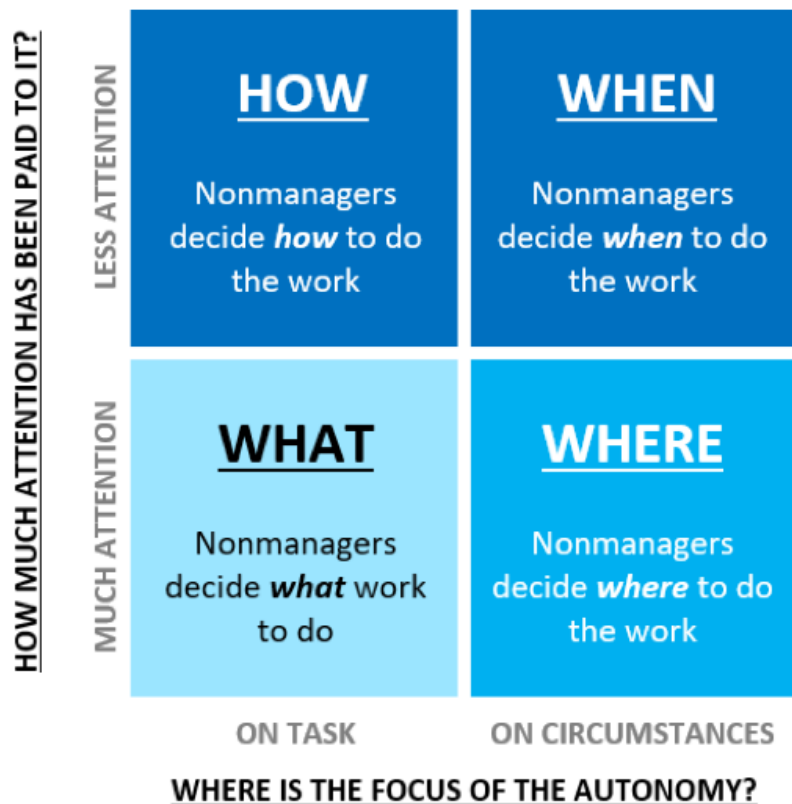 HOW MUCH ATTENTION HAS BEEN PAID TO IT?
LESS ATTENTION
HOW
Nonmanagers
decide how to do
the work
WHEN
Nonmanagers
decide when to do
the work
MUCH ATTENTION
WHAT
Nonmanagers
decide what work
to do
WHERE
Nonmanagers
decide where to do
the work
ON TASK
ON CIRCUMSTANCES
WHERE IS THE FOCUS OF THE AUTONOMY?